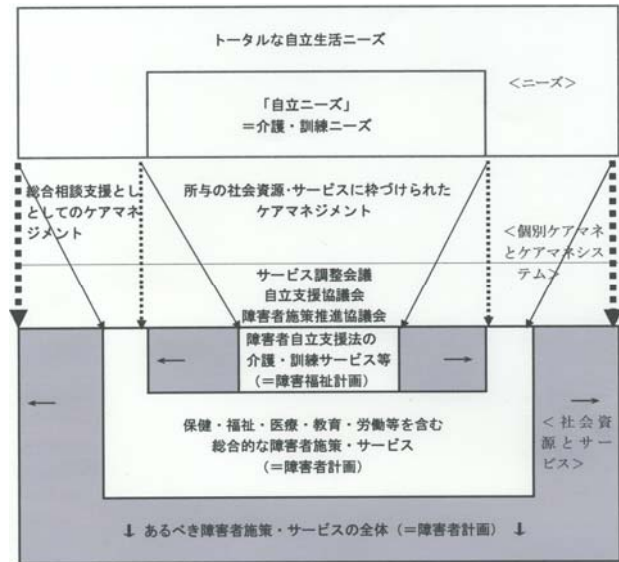 トータルな自立生活ニーズ
＜ニーズ＞
「自立ニーズ」
＝介護・訓練ニーズ
総合相談支援とし
としてのケアマネ
ジメント
所与の社会資源・サービスに枠づけられた
ケアマネジメント
＜個別ケアマネ
とケアマネシス
テム＞
サービス調整会議
自立支援協議会
障害者施策推進協議会
障害者自立支援法の
介護・訓練サービス等
（＝障害福祉計画）
保健・福祉・医療・教育・労働等を含む
総合的な障害者施策・サービス
（＝障害者計画）
＜社会資
源とサー
ビス＞
↓ あるべき障害者施策・サービスの全体（＝障害者計画） ↓